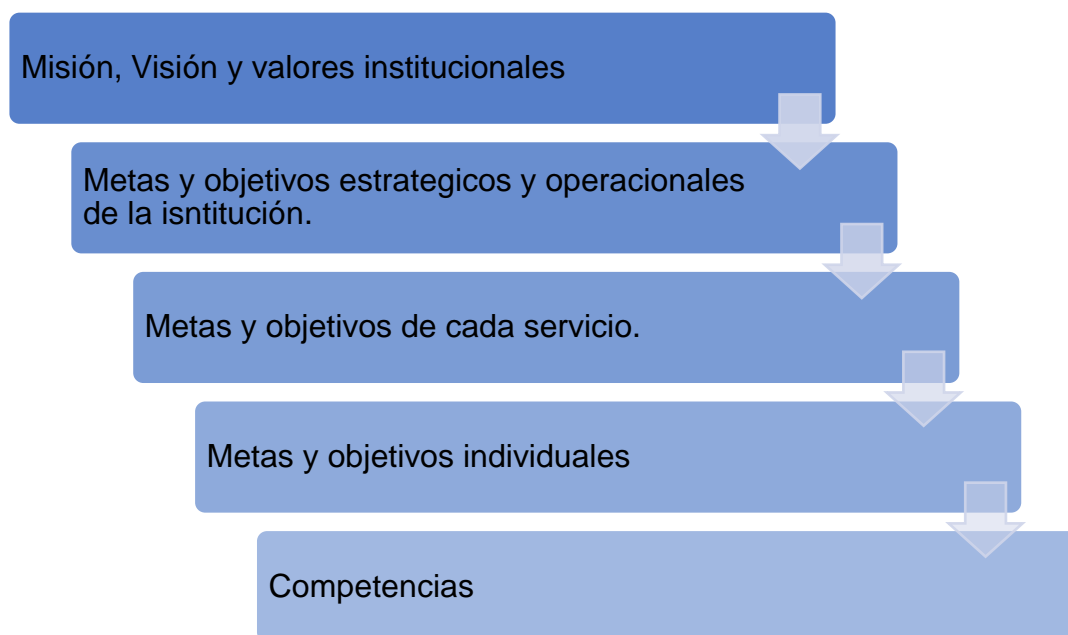 Misión, Visión y valores institucionales
Metas y objetivos estrategicos y operacionales
de la isntitución.
Metas y objetivos de cada servicio.
Metas y objetivos individuales
Competencias